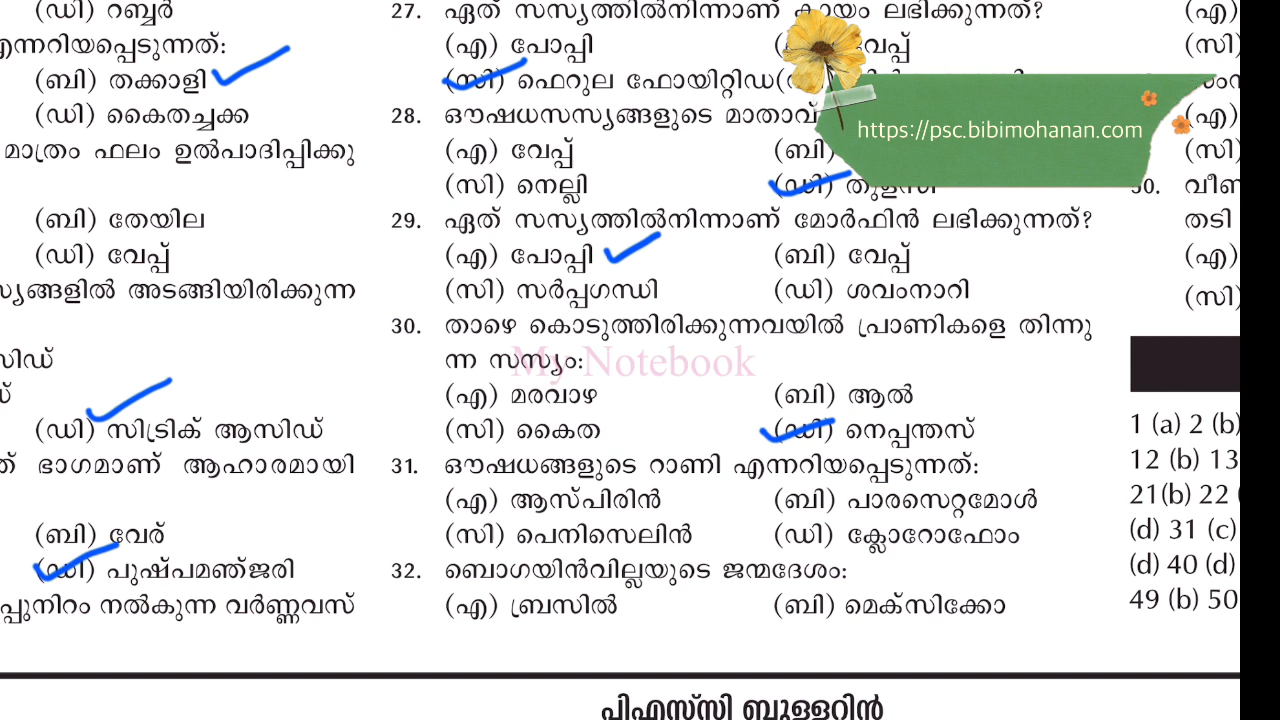 (ഡി) റബ്ബർ
എന്നറിയപ്പെടുന്നത്:
(ബി) തക്കാളി
(ഡി) കൈതച്ചക്ക
മാത്രം ഫലം ഉൽപാദിപ്പിക്കു
(ബി) തേയില
(ഡി) വേപ്പ്
അടങ്ങിയിരിക്കുന്ന
(ഡി) സിട്രിക് ആസിഡ്
ഭാഗമാണ് ആഹാരമായി
(ബി) വേര്
(ഡി) പുഷ്പമഞ്ജരി
നൽകുന്ന വർണ്ണവസ്
27. ഏത് സസ്യത്തിൽനിന്നാണ് കായം ലഭിക്കുന്നത്?
(എ) പോപ്പി വേപ്പ്
(സി) ഫെറുല ഫോയിറ്റിഡ
28. ഔഷധസസ്യങ്ങളുടെ മാതാവ്
(എ) വേപ്പ് (ബി)
(സി) നെല്ലി (ഡി) തുളസി
29. ഏത് സസ്യത്തിൽനിന്നാണ് മോർഫിൻ ലഭിക്കുന്നത്?
(എ) പോപ്പി (ബി) വേപ്പ്
(സി) സർപ്പഗന്ധി (ഡി) ശവംനാറി
30. താഴെ കൊടുത്തിരിക്കുന്നവയിൽ പ്രാണികളെ തിന്നു
ന്ന സസ്യം:
(എ) മരവാഴ (ബി) ആൽ
(സി) കൈത (ഡി) നെപ്പന്തസ്
31. ഔഷധങ്ങളുടെ റാണി എന്നറിയപ്പെടുന്നത്:
(എ) ആസ്പിരിൻ (ബി) പാരസെറ്റമോൾ
(സി) പെനിസെലിൻ (ഡി) ക്ലോറോഫോം
32. ബൊഗയിൻവില്ലയുടെ ജന്മദേശം:
(എ) ബ്രസിൽ (ബി) മെക്സിക്കോ
https://psc.bibimohanan.com
My Notebook
(എ)
(സി)
(എ)
(സി)
തടി
(എ)
(സി)
1 (a) 2 (b)
12 (b) 13
21(b) 22
(d) 31 (c)
(d) 40 (d)
49 (b) 50
പിഎസ്‌സി ബുള്ളറ്റിൻ